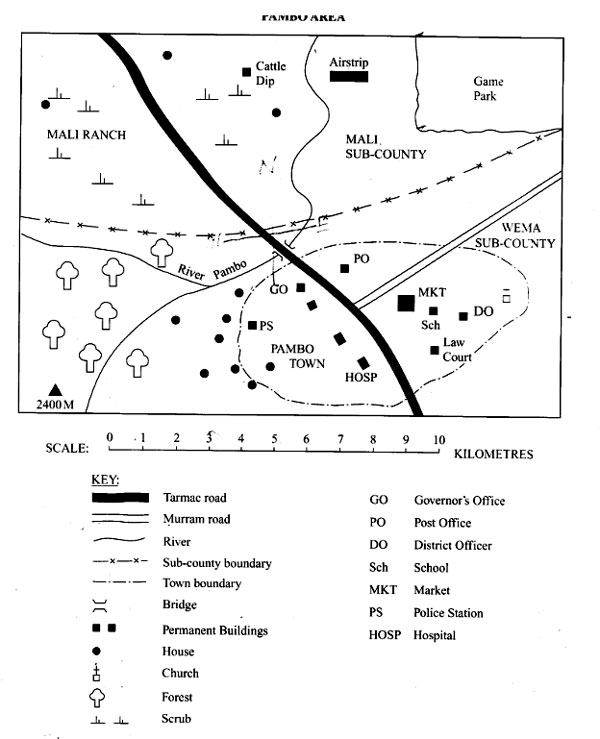 PAMBO AREA
Cattle
Dip
Airstrip
Game
Park
MALI RANCH
MALI
SUB-COUNTY
N
WEMA
SUB-COUNTY
River Pambo
PO
GO
MKT
PS
Sch
DO
PAMBO
TOWN
Law
Court
HOSP
2400M
SCALE: 0 1 2 3 4 5 6 7 8 9 10 KILOMETRES
KEY:
Tarmac road
Murram road
River
Sub-county boundary
Town boundary
Bridge
Permanent Buildings
House
Church
Forest
Scrub
GO Governor's Office
PO Post Office
DO District Officer
Sch School
MKT Market
PS Police Station
HOSP Hospital